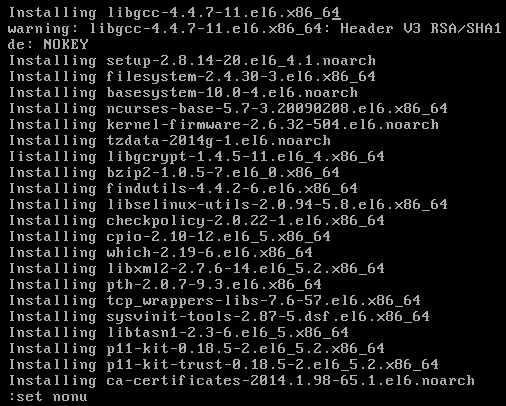 Installing libgcc-4.4.7-11.el6.x86_64
warning: libgcc-4.4.7-11.el6.x86_64: Header V3 RSA/SHA1
de: NOKEY
Installing setup-2.8.14-20.el6_4.1.noarch
Installing filesystem-2.4.30-3.el6.x86_64
Installing basesystem-10.0-4.el6.noarch
Installing ncurses-base-5.7-3.20090208.el6.x86_64
Installing kernel-firmware-2.6.32-504.el6.noarch
Installing tzdata-2014g-1.el6.noarch
Iistalling libgcrypt-1.4.5-11.el6_4.x86_64
Installing bzip2-1.0.5-7.el6_0.x86_64
Installing findutils-4.4.2-6.el6.x86_64
Installing libselinux-utils-2.0.94-5.8.el6.x86_64
Installing checkpolicy-2.0.22-1.el6.x86_64
Installing cpio-2.10-12.el6_5.x86_64
Installing which-2.19-6.el6.x86_64
Installing libxml2-2.7.6-14.el6_5.2.x86_64
Installing pth-2.0.7-9.3.el6.x86_64
Installing tcp_wrappers-libs-7.6-57.el6.x86_64
Installing sysvinit-tools-2.87-5.dsf.el6.x86_64
Installing libtasn1-2.3-6.el6_5.x86_64
Installing p11-kit-0.18.5-2.el6_5.2.x86_64
Installing p11-kit-trust-0.18.5-2.el6_5.2.x86_64
Installing ca-certificates-2014.1.98-65.1.el6.noarch
:set nonu